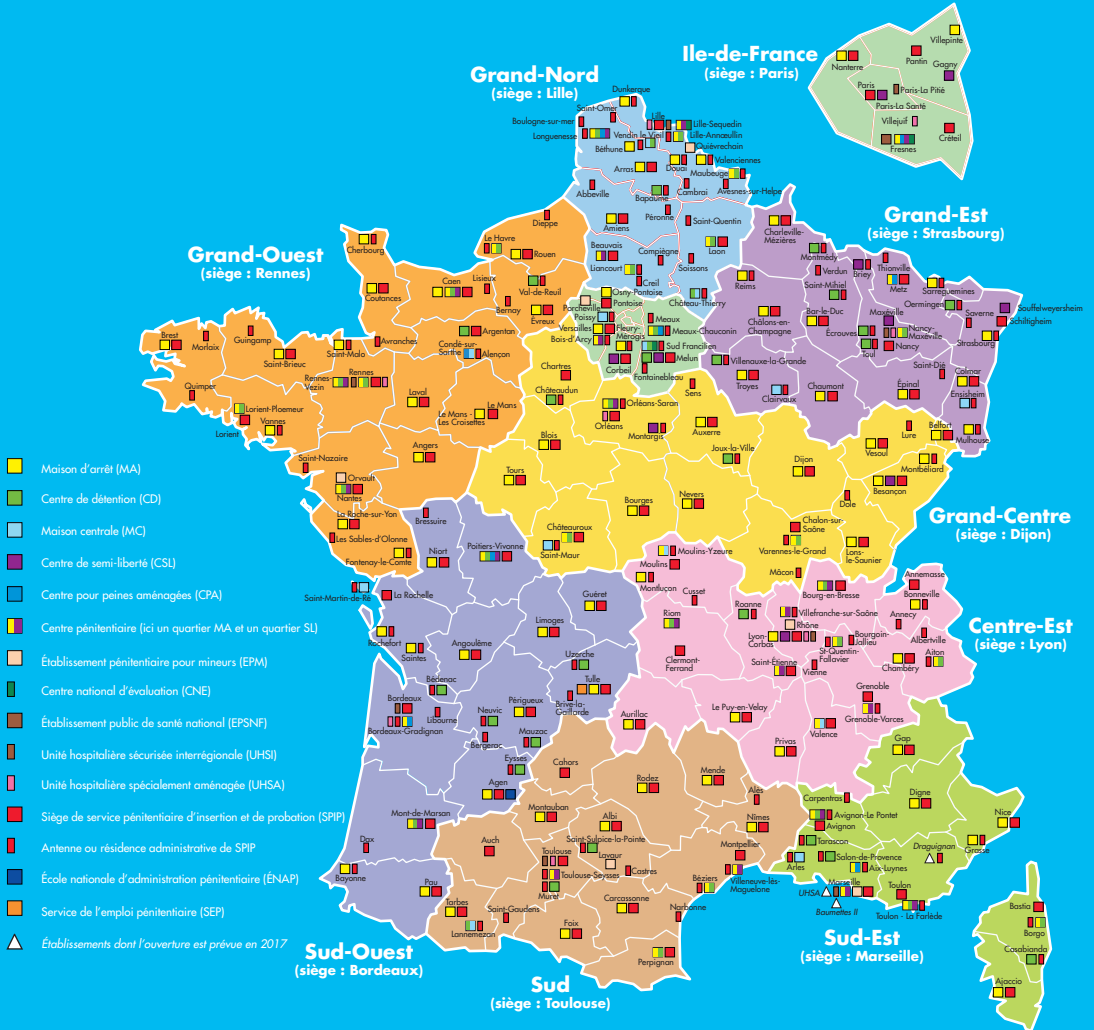 Ile-de-France
(siège : Paris)
Villepinte
Nanterre
Pantin
Gagny
Paris
Paris-La Pitié
Paris-La Santé
Villejuif
Créteil
Fresnes
Grand-Nord
(siège : Lille)
Dunkerque
Saint-Omer
Boulogne-sur-mer
Lille
Lille-Sequedin
Longuenesse
Vendin le Vieil
Lille-Annœullin
Béthune
Quiévrechain
Arras
Douai
Valenciennes
Maubeuge
Abbeville
Bapaume
Cambrai
Avesnes-sur-Helpe
Péronne
Amiens
Saint-Quentin
Beauvais
Compiègne
Laon
Liancourt
Creil
Soissons
Château-Thierry
Grand-Est
(siège : Strasbourg)
Charleville-
Mézières
Montmédy
Briey
Thionville
Verdun
Metz
Sarreguemines
Reims
Saint-Mihiel
Oermingen
Souffelweyersheim
Maxéville
Saverne
Schiltigheim
Châlons-en-
Champagne
Bar-le-Duc
Écrouves
Nancy-
Maxéville
Toul
Nancy
Strasbourg
Villenauxe-la-Grande
Saint-Dié
Troyes
Chaumont
Épinal
Colmar
Clairvaux
Ensisheim
Mulhouse
Grand-Ouest
(siège : Rennes)
Dieppe
Cherbourg
Le Havre
Rouen
Caen
Lisieux
Coutances
Val-de-Reuil
Bernay
Évreux
Brest
Morlaix
Guingamp
Saint-Brieuc
Saint-Malo
Avranches
Argentan
Condé-sur-
Sarthe
Alençon
Quimper
Rennes-
Vezin
Rennes
Laval
Le Mans -
Les Croisettes
Le Mans
Lorient-Ploemeur
Lorient
Vannes
Angers
Saint-Nazaire
Orvault
Nantes
La Roche-sur-Yon
Les Sables-d'Olonne
Fontenay-le-Comte
Osny-Pontoise
Pontoise
Porcheville
Poissy
Meaux
Versailles
Fleury-
Mérogis
Meaux-Chauconin
Bois-d'Arcy
Sud Francilien
Corbeil
Melun
Fontainebleau
Grand-Centre
(siège : Dijon)
Chartres
Châteaudun
Orléans-Saran
Orléans
Sens
Montargis
Auxerre
Joux-la-Ville
Blois
Tours
Dijon
Vesoul
Lure
Belfort
Montbéliard
Besançon
Bourges
Nevers
Dole
Châteauroux
Saint-Maur
Chalon-sur-
Saône
Varennes-le-Grand
Lons-
le-Saunier
Mâcon
Centre-Est
(siège : Lyon)
Moulins-Yzeure
Moulins
Montluçon
Cusset
Bourg-en-Bresse
Annemasse
Bonneville
Riom
Roanne
Villefranche-sur-Saône
Rhône
Annecy
Lyon-
Corbas
Bourgoin-
Jallieu
Albertville
St-Quentin-
Fallavier
Aiton
Clermont-
Ferrand
Saint-Étienne
Vienne
Chambéry
Aurillac
Le Puy-en-Velay
Grenoble
Grenoble-Varces
Valence
Privas
Sud-Ouest
(siège : Bordeaux)
Bressuire
Niort
Poitiers-Vivonne
Saint-Martin-de-Ré
La Rochelle
Rochefort
Saintes
Guéret
Limoges
Angoulême
Uzerche
Tulle
Brive-la-
Gaillarde
Bédenac
Bordeaux
Bordeaux-Gradignan
Libourne
Neuvic
Périgueux
Bergerac
Mauzac
Eysses
Agen
Mont-de-Marsan
Dax
Bayonne
Pau
Sud
(siège : Toulouse)
Cahors
Rodez
Mende
Alès
Montauban
Albi
Nîmes
Auch
Saint-Sulpice-la-Pointe
Toulouse
Lavaur
Toulouse-Seysses
Castres
Muret
Montpellier
Béziers
Villeneuve-lès-
Maguelone
Tarbes
Saint-Gaudens
Lannemezan
Foix
Carcassonne
Narbonne
Perpignan
Sud-Est
(siège : Marseille)
Gap
Digne
Carpentras
Avignon-Le Pontet
Avignon
Nice
Grasse
Tarascon
Arles
Salon-de-Provence
Aix-Luynes
Draguignan
UHSA
Marseille
Baumettes II
Toulon
Toulon - La Farlède
Bastia
Borgo
Casabianda
Ajaccio
Maison d'arrêt (MA)
Centre de détention (CD)
Maison centrale (MC)
Centre de semi-liberté (CSL)
Centre pour peines aménagées (CPA)
Centre pénitentiaire (ici un quartier MA et un quartier SL)
Établissement pénitentiaire pour mineurs (EPM)
Centre national d'évaluation (CNE)
Établissement public de santé national (EPSNF)
Unité hospitalière sécurisée interrégionale (UHSI)
Unité hospitalière spécialement aménagée (UHSA)
Siège de service pénitentiaire d'insertion et de probation (SPIP)
Antenne ou résidence administrative de SPIP
École nationale d'administration pénitentiaire (ÉNAP)
Service de l'emploi pénitentiaire (SEP)
Établissements dont l'ouverture est prévue en 2017